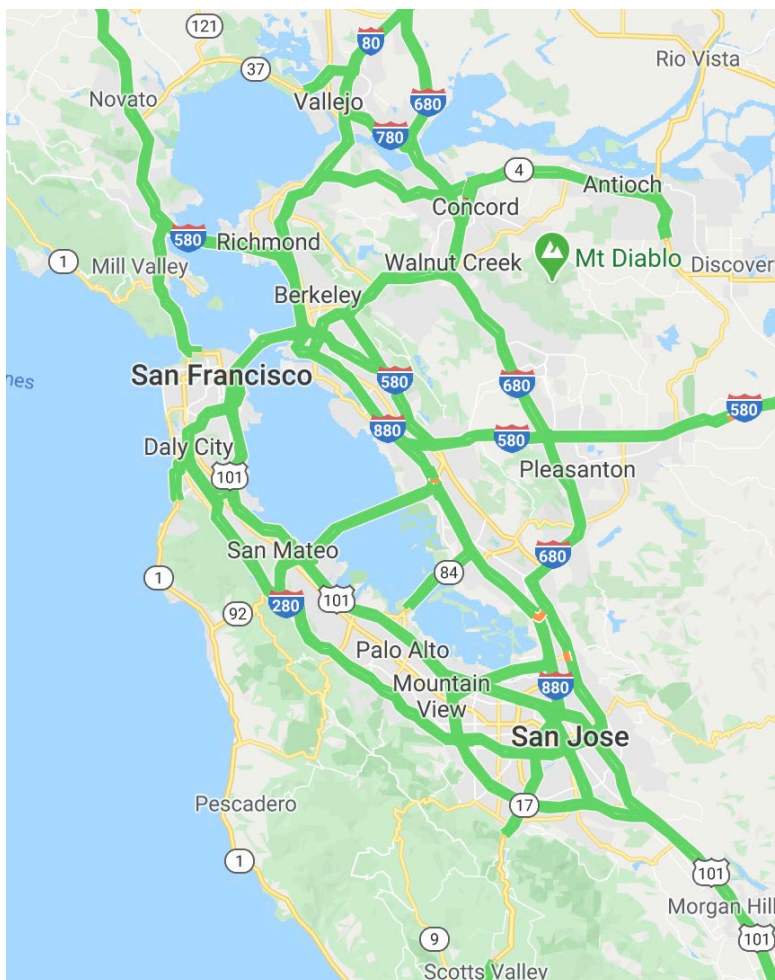 121
80
Rio Vista
37
Novato
Vallejo
680
780
4
Antioch
Concord
580
Richmond
1
Mill Valley
Walnut Creek
Mt Diablo
Discover
Berkeley
nes
San Francisco
580
680
580
880
580
Daly City
Pleasanton
101
San Mateo
680
84
1
280
101
92
Palo Alto
Mountain
View
880
San Jose
Pescadero
17
1
101
Morgan Hil
9
101
Scotts Valley